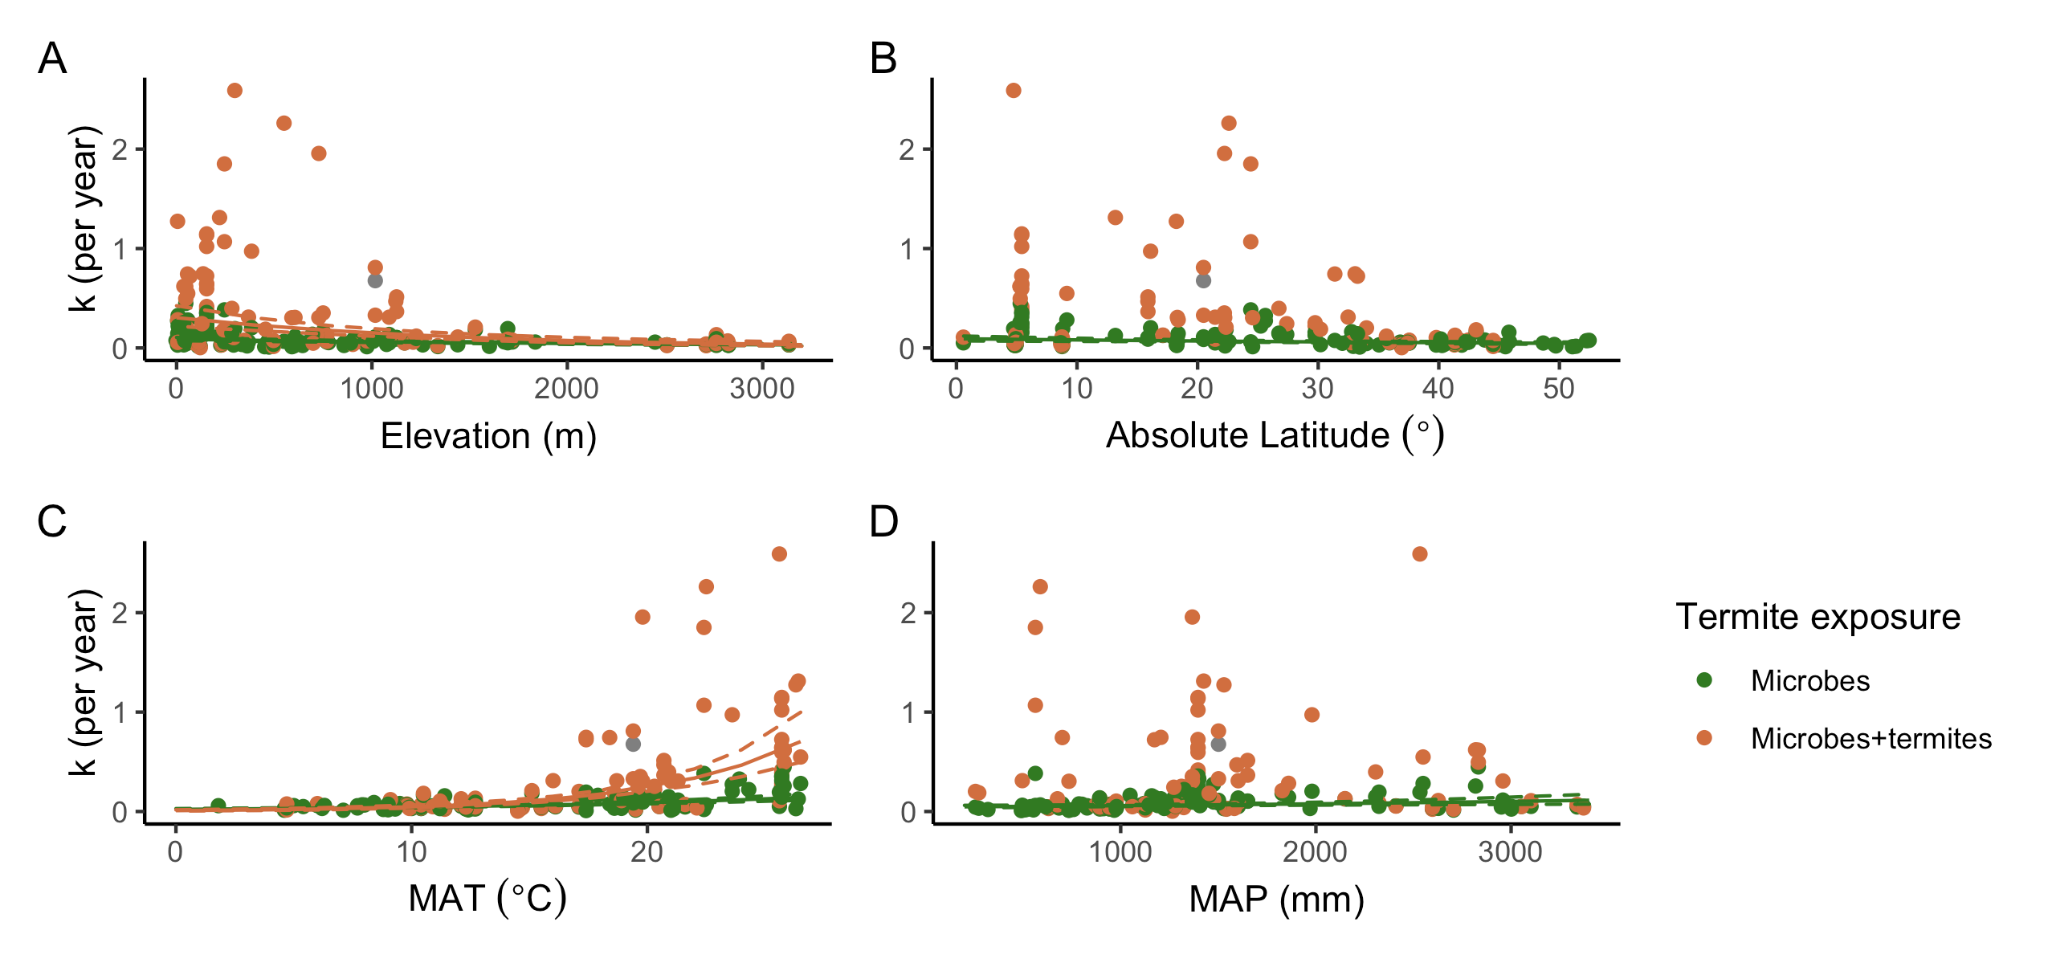 A
k (per year)
2
1
0
0 1000 2000 3000
Elevation (m)
B
2
1
0
0 10 20 30 40 50
Absolute Latitude (°)
C
k (per year)
2
1
0
0 10 20
MAT (°C)
D
2
1
0
1000 2000 3000
MAP (mm)
Termite exposure
Microbes
Microbes+termites